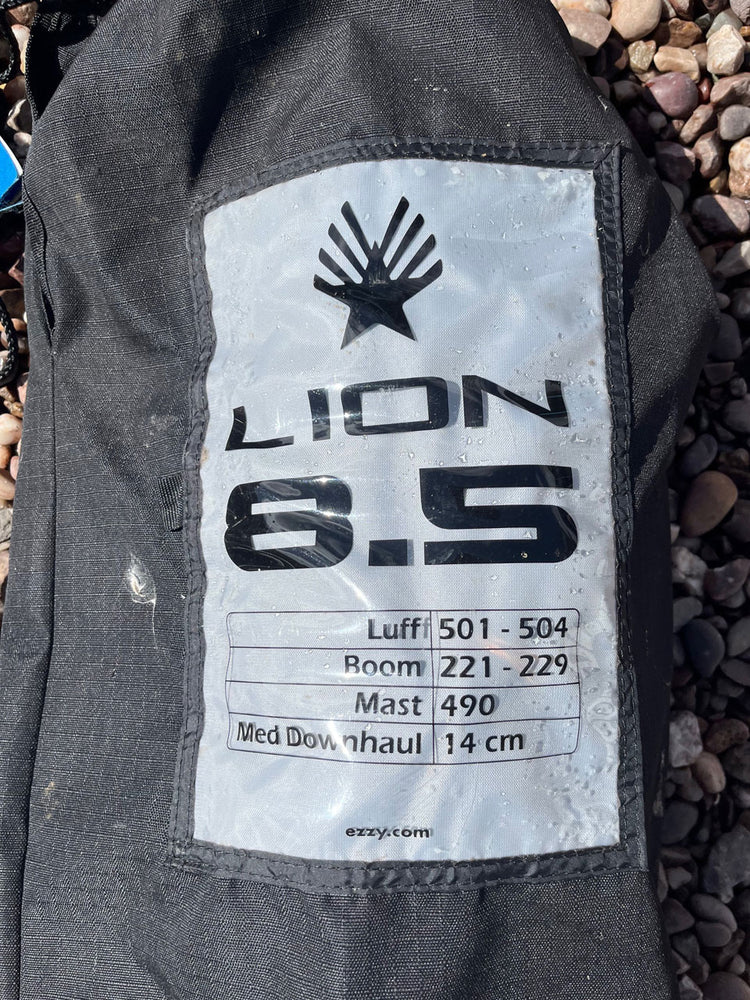 LION
8.5
Luff 501 - 504
Boom 221 - 229
Mast 490
Med Downhaul 14 cm
ezzy.com